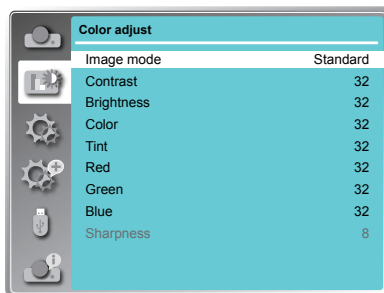 Color adjust
Image mode Standard
Contrast 32
Brightness 32
Color 32
Tint 32
Red 32
Green 32
Blue 32
Sharpness 8